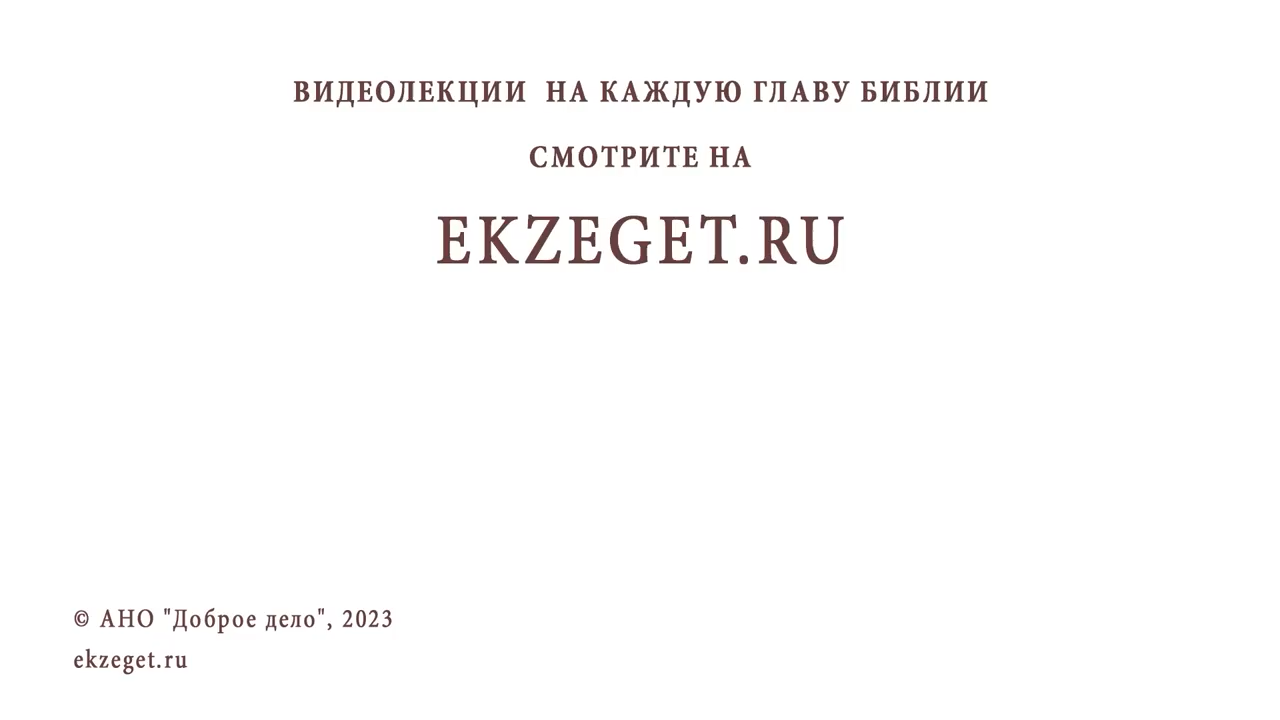 ВИДЕОЛЕКЦИИ НА КАЖДУЮ ГЛАВУ БИБЛИИ
СМОТРИТЕ НА
EKZEGET.RU
© АНО "Доброе дело", 2023
ekzeget.ru